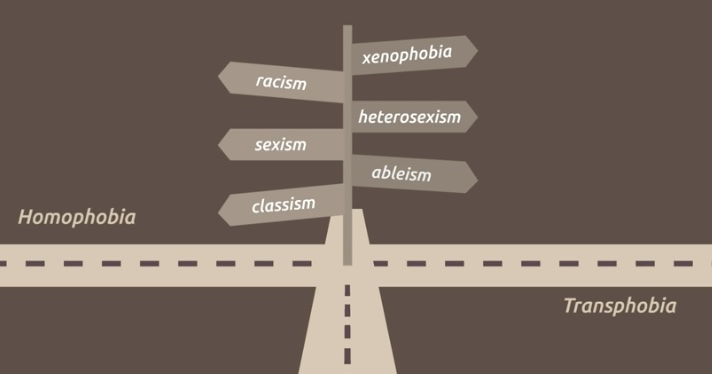 xenophobia
racism
heterosexism
sexism
ableism
classism
Homophobia
Transphobia